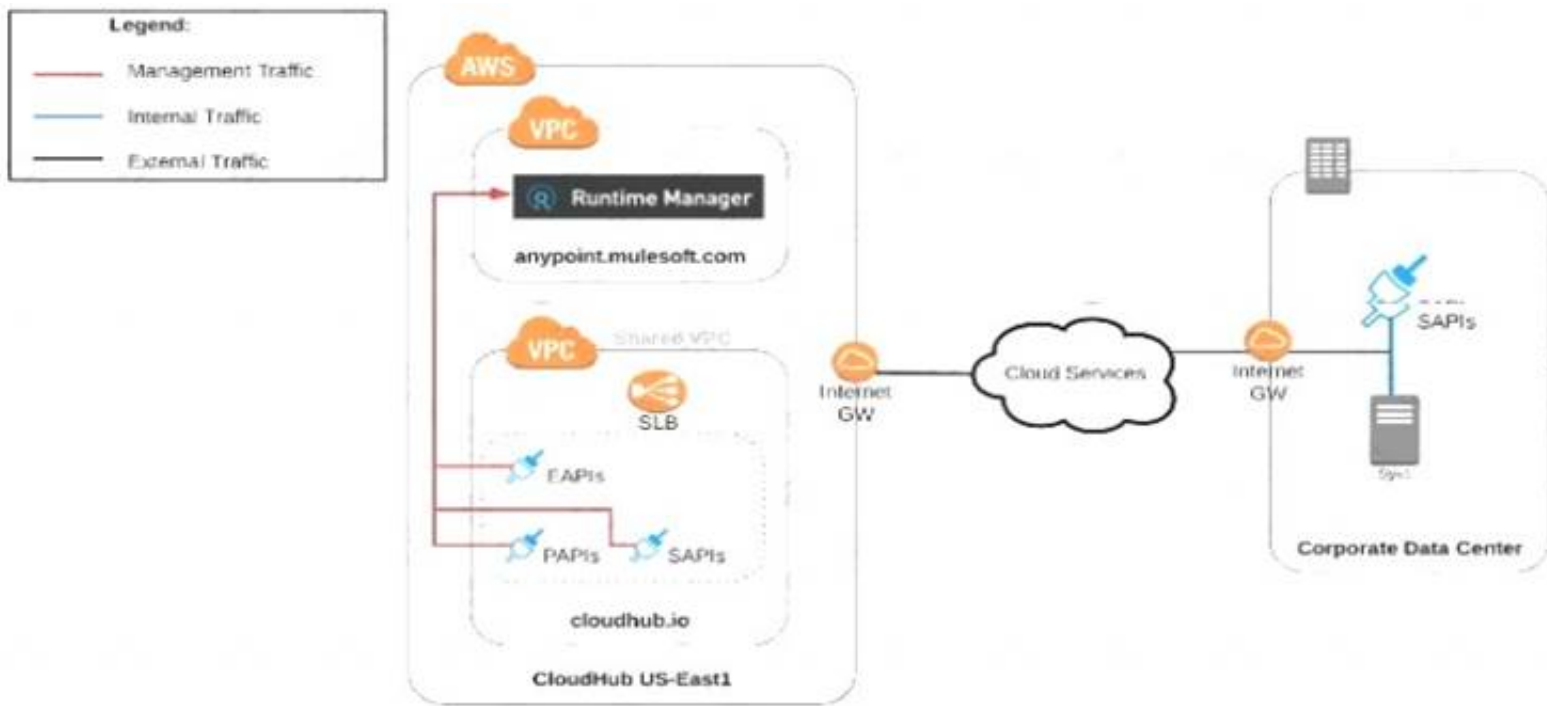 Legend:
Management Traffic
Internal Traffic
External Traffic
AWS
VPC
R Runtime Manager
anypoint.mulesoft.com
VPC
Shared VPC
SLB
EAPIs
PAPIs
SAPIs
cloudhub.io
CloudHub US-East1
Internet
GW
Cloud Services
Internet
GW
SAPIs
Corporate Data Center